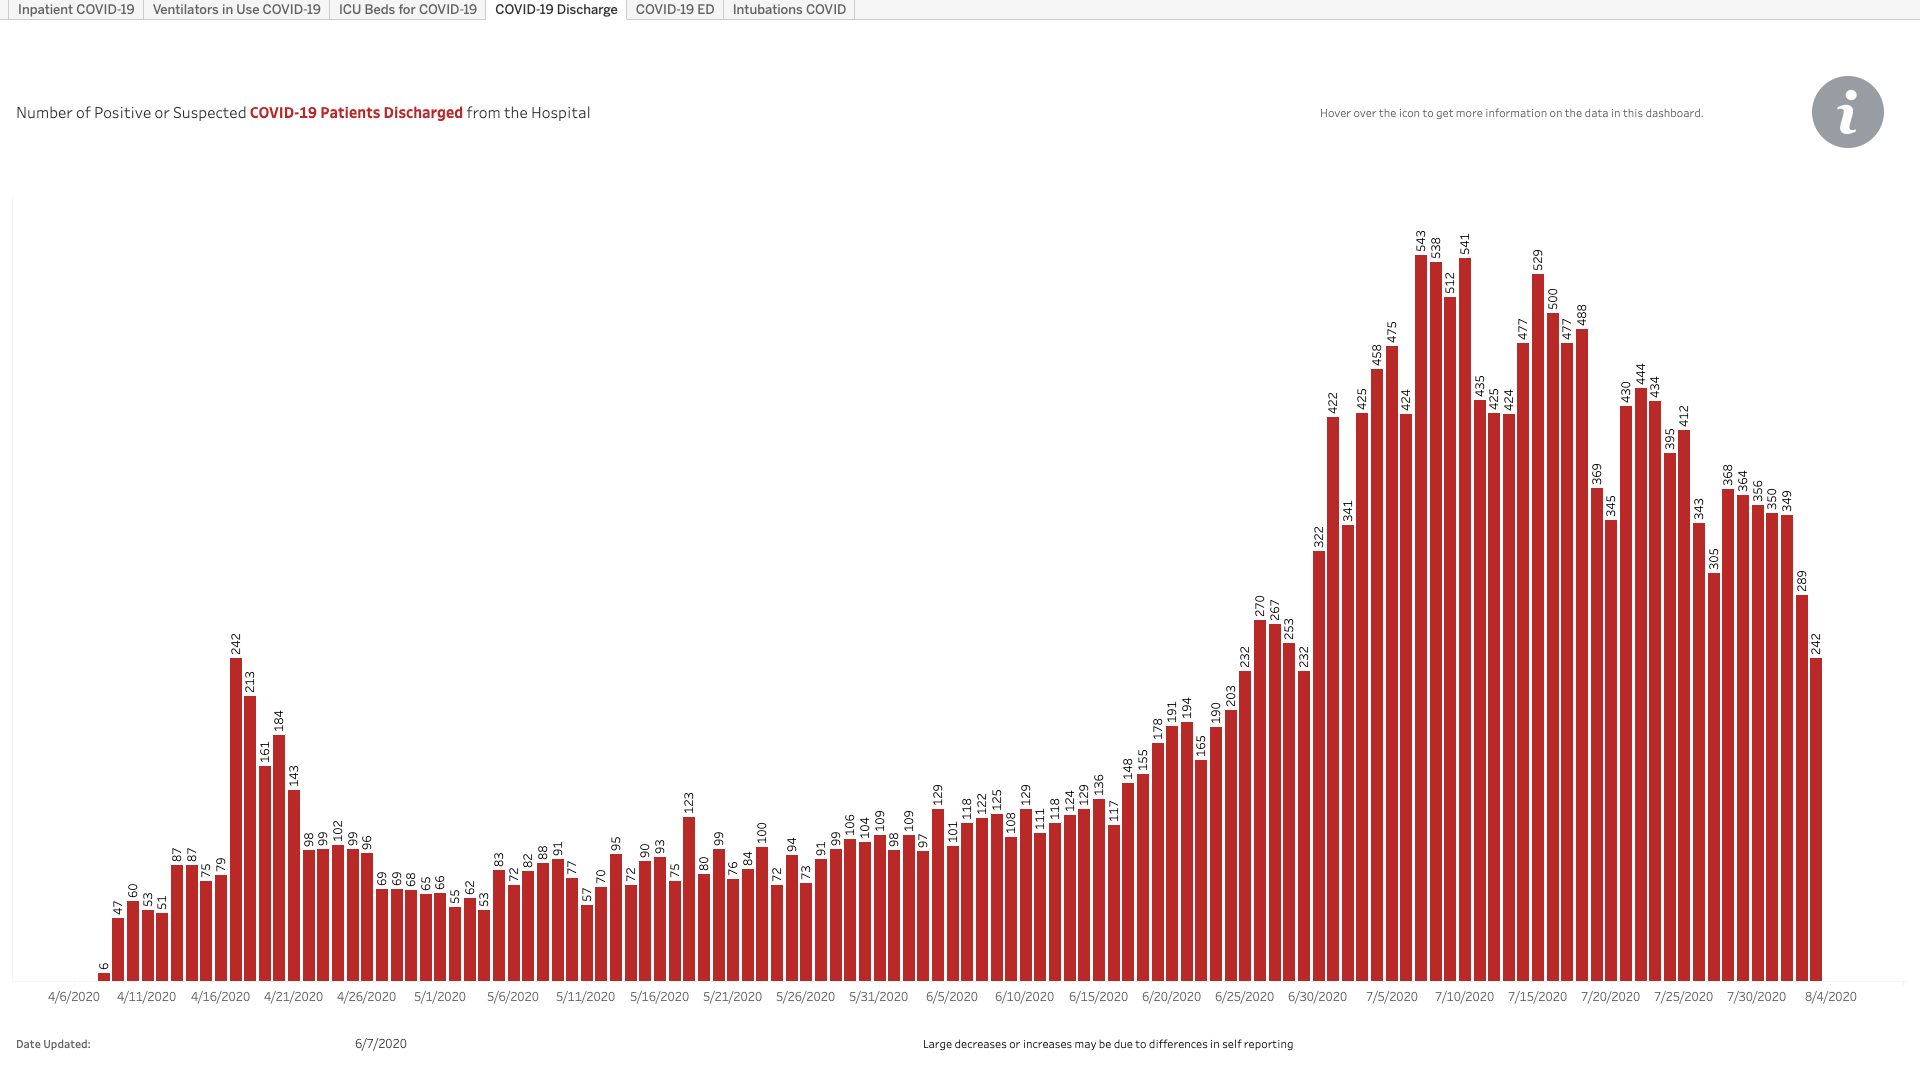 Inpatient COVID-19 Ventilators in Use COVID-19 ICU Beds for COVID-19 COVID-19 Discharge COVID-19 ED Intubations COVID
Number of Positive or Suspected COVID-19 Patients Discharged from the Hospital
Hover over the icon to get more information on the data in this dashboard.
i
6 47 60 53 51 87 87 75 79 242 213 161 184 143 98 99 102 99 96 69 69 68 65 66 55 62 53 83 72 82 88 91 77 57 70 95 72 90 93 75 123 80 99 76 84 100 72 94 73 91 99 106 104 109 98 109 97 129 101 118 122 125 108 129 111 118 124 129 136 117 148 155 178 191 194 165 190 203 232 270 267 253 232 322 422 341 425 458 475 424 543 538 512 541 435 425 424 477 529 500 477 488 369 345 430 444 434 395 412 343 305 368 364 356 350 349 289 242
4/6/2020 4/11/2020 4/16/2020 4/21/2020 4/26/2020 5/1/2020 5/6/2020 5/11/2020 5/16/2020 5/21/2020 5/26/2020 5/31/2020 6/5/2020 6/10/2020 6/15/2020 6/20/2020 6/25/2020 6/30/2020 7/5/2020 7/10/2020 7/15/2020 7/20/2020 7/25/2020 7/30/2020 8/4/2020
Date Updated: 6/7/2020
Large decreases or increases may be due to differences in self reporting